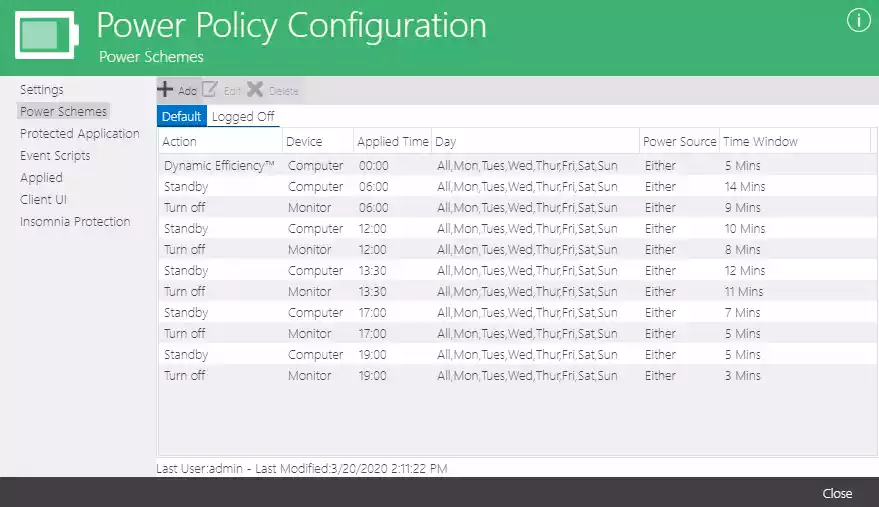 Power Policy Configuration
Power Schemes
Settings
Power Schemes
Protected Application
Event Scripts
Applied
Client UI
Insomnia Protection
Add Edit Delete
Default Logged Off
Action Device Applied Time Day Power Source Time Window
Dynamic Efficiency™ Computer 00:00 All,Mon,Tues,Wed,Thur,Fri,Sat,Sun Either 5 Mins
Standby Computer 06:00 All,Mon,Tues,Wed,Thur,Fri,Sat,Sun Either 14 Mins
Turn off Monitor 06:00 All,Mon,Tues,Wed,Thur,Fri,Sat,Sun Either 9 Mins
Standby Computer 12:00 All,Mon,Tues,Wed,Thur,Fri,Sat,Sun Either 10 Mins
Turn off Monitor 12:00 All,Mon,Tues,Wed,Thur,Fri,Sat,Sun Either 8 Mins
Standby Computer 13:30 All,Mon,Tues,Wed,Thur,Fri,Sat,Sun Either 12 Mins
Turn off Monitor 13:30 All,Mon,Tues,Wed,Thur,Fri,Sat,Sun Either 11 Mins
Standby Computer 17:00 All,Mon,Tues,Wed,Thur,Fri,Sat,Sun Either 7 Mins
Turn off Monitor 17:00 All,Mon,Tues,Wed,Thur,Fri,Sat,Sun Either 5 Mins
Standby Computer 19:00 All,Mon,Tues,Wed,Thur,Fri,Sat,Sun Either 5 Mins
Turn off Monitor 19:00 All,Mon,Tues,Wed,Thur,Fri,Sat,Sun Either 3 Mins
Last User:admin - Last Modified:3/20/2020 2:11:22 PM
Close